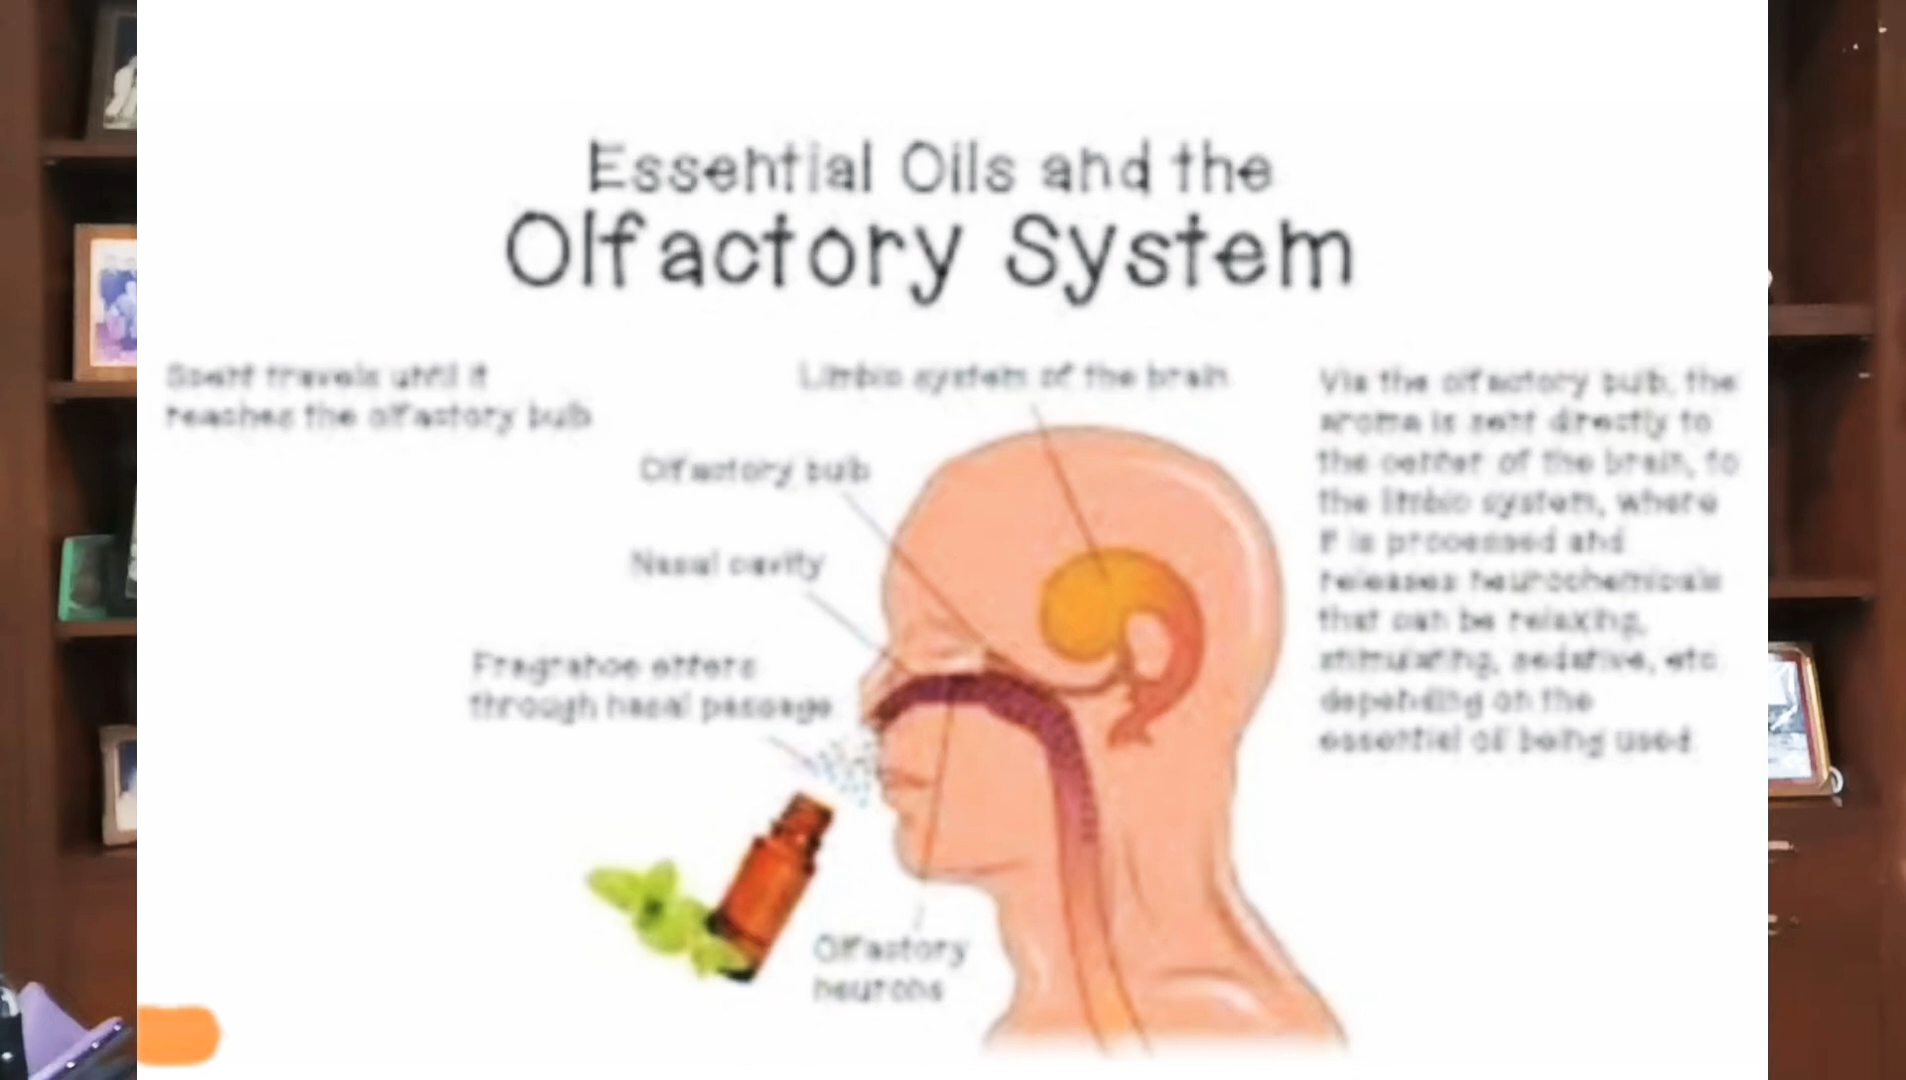 Essential Oils and the
Olfactory System
Scent travels until it
reaches the olfactory bulb
Limbic system of the brain
Via the olfactory bulb, the
aroma is sent directly to
the center of the brain, to
the limbic system, where
it is processed and
releases neurochemicals
that can be relaxing,
stimulating, sedative, etc
depending on the
essential oil being used
Olfactory bulb
Nasal cavity
Fragrance enters
through nasal passage
Olfactory
neurons